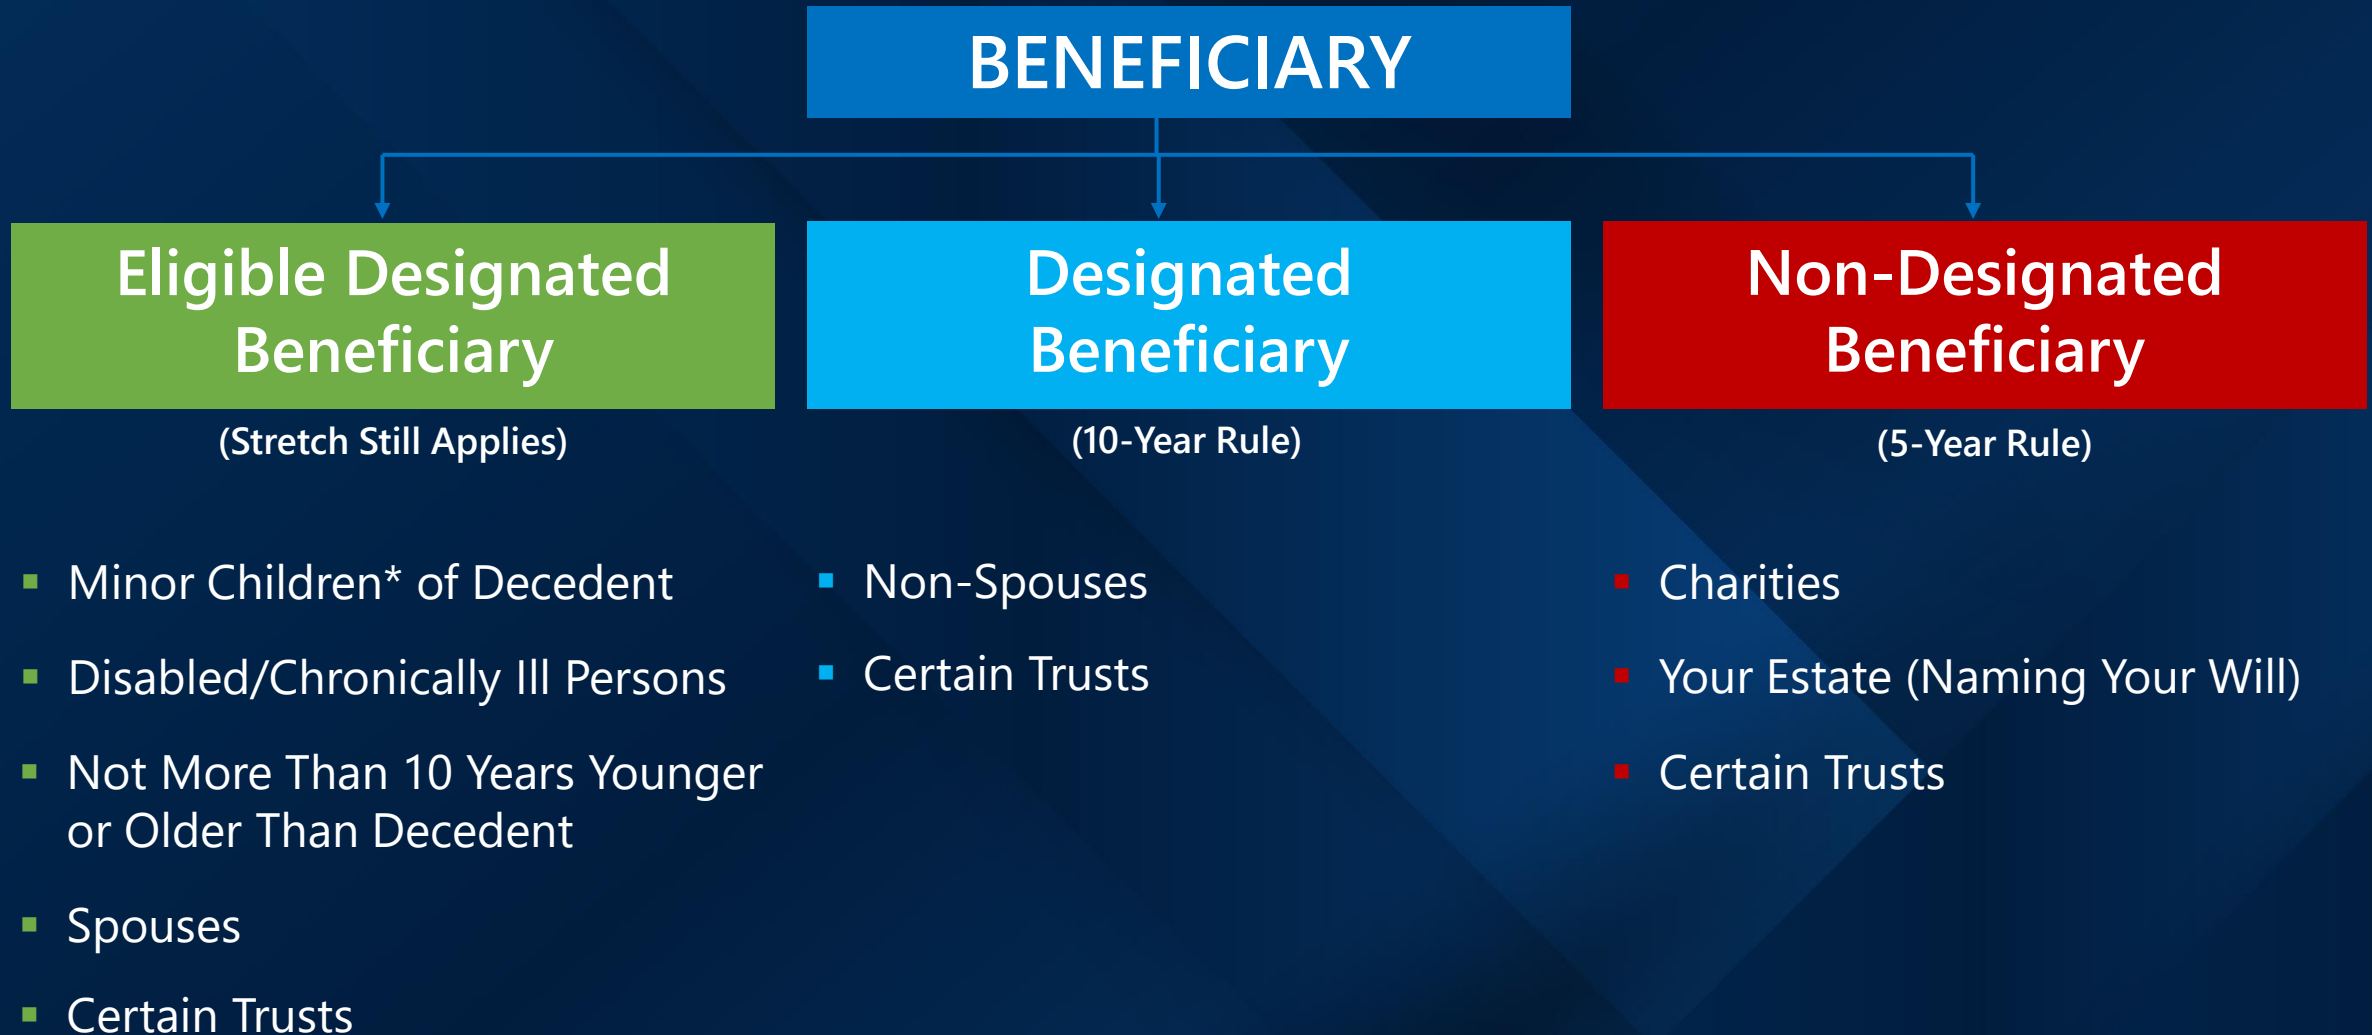 BENEFICIARY
Eligible Designated
Beneficiary
(Stretch Still Applies)
▪ Minor Children* of Decedent
▪ Disabled/Chronically Ill Persons
▪ Not More Than 10 Years Younger
or Older Than Decedent
▪ Spouses
▪ Certain Trusts
Designated
Beneficiary
(10-Year Rule)
▪ Non-Spouses
▪ Certain Trusts
Non-Designated
Beneficiary
(5-Year Rule)
▪ Charities
▪ Your Estate (Naming Your Will)
▪ Certain Trusts